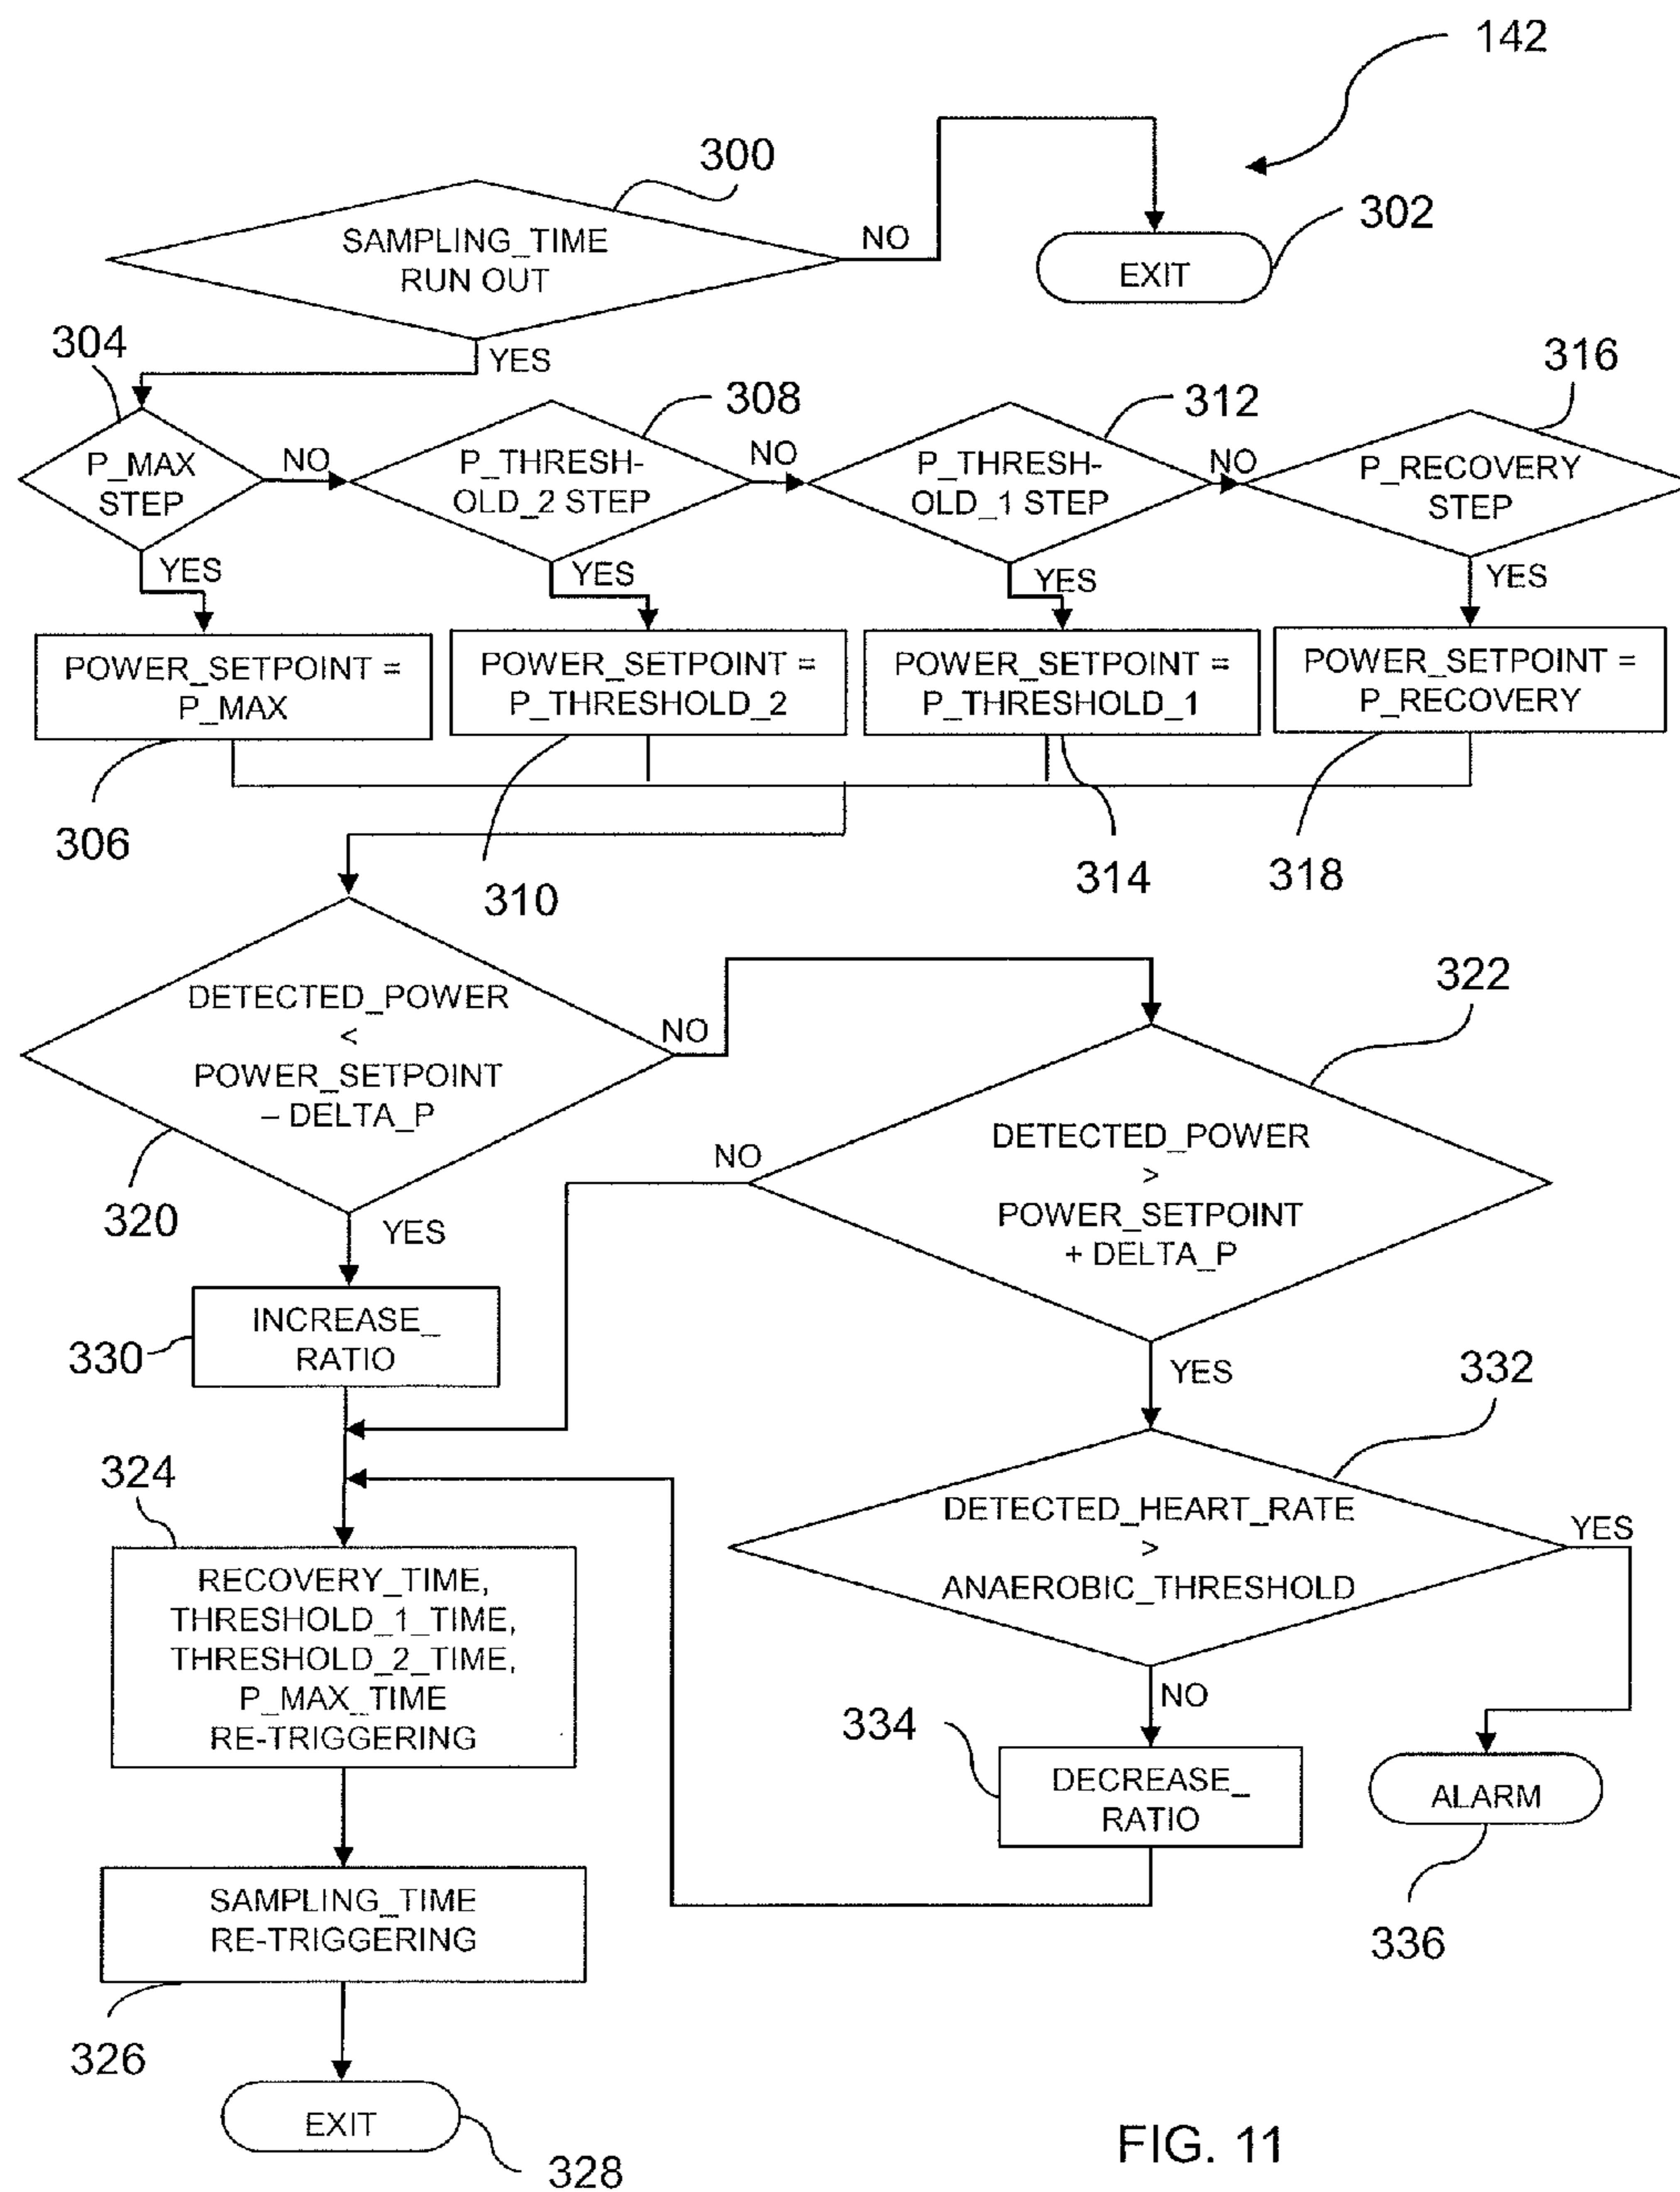 142
300
SAMPLING_TIME
RUN OUT
NO
302
EXIT
YES
304
P_MAX
STEP
NO
308
P_THRESH-
OLD_2 STEP
NO
312
P_THRESH-
OLD_1 STEP
NO
316
P_RECOVERY
STEP
YES
YES
YES
YES
POWER_SETPOINT =
P_MAX
POWER_SETPOINT =
P_THRESHOLD_2
POWER_SETPOINT =
P_THRESHOLD_1
POWER_SETPOINT =
P_RECOVERY
306
310
314
318
DETECTED_POWER
<
POWER_SETPOINT
– DELTA_P
NO
320
YES
322
DETECTED_POWER
>
POWER_SETPOINT
+ DELTA_P
NO
YES
INCREASE_
RATIO
330
332
DETECTED_HEART_RATE
>
ANAEROBIC_THRESHOLD
YES
NO
324
RECOVERY_TIME,
THRESHOLD_1_TIME,
THRESHOLD_2_TIME,
P_MAX_TIME
RE-TRIGGERING
334
DECREASE_
RATIO
ALARM
336
SAMPLING_TIME
RE-TRIGGERING
326
EXIT
328
FIG. 11